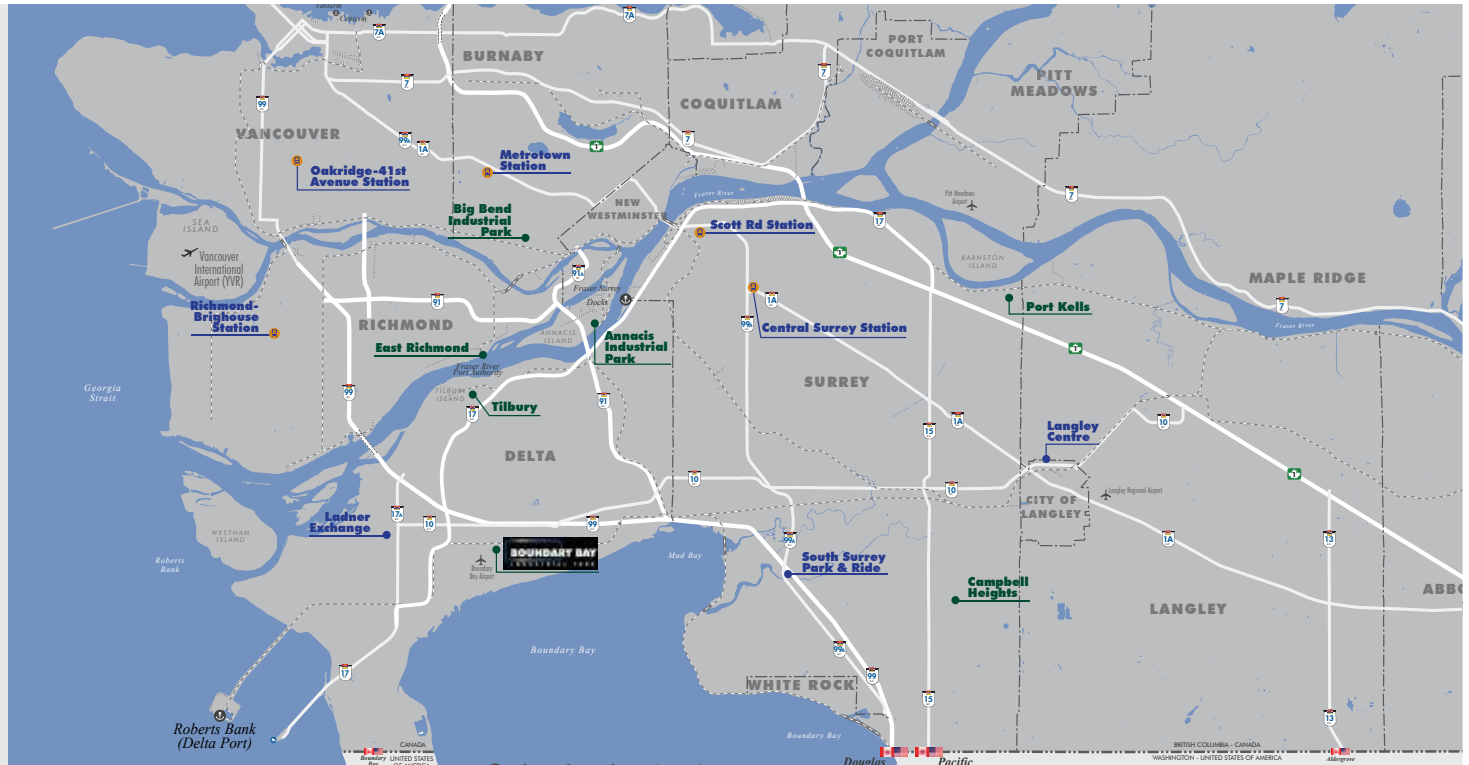 Vanterm
Centerm
7A
7A
BURNABY
PORT
COQUITLAM
7
7
PITT
MEADOWS
99
COQUITLAM
VANCOUVER
99A
1A
1
7
Metrotown
Station
Oakridge-41st
Avenue Station
Pitt Meadows
Airport
7
Fraser River
NEW
WESTMINSTER
Big Bend
Industrial
Park
SEA
ISLAND
Scott Rd Station
17
Vancouver
International
Airport (YVR)
1
BARNSTON
ISLAND
91A
MAPLE RIDGE
Fraser Surrey
Docks
91
1A
Port Kells
7
Richmond-
Brighouse
Station
RICHMOND
99A
Central Surrey Station
Fraser River
ANNACIS
ISLAND
East Richmond
Annacis
Industrial
Park
1
Fraser River
Port Authority
SURREY
Georgia
Strait
99
TILBURY
ISLAND
Tilbury
17
91
1A
10
15
Langley
Centre
DELTA
10
10
1
Langley Regional Airport
CITY OF
LANGLEY
17A
10
99
Ladner
Exchange
WESTHAM
ISLAND
99A
1A
13
BOUNDARY BAY
INDUSTRIAL PARK
Mud Bay
Roberts
Bank
Boundary
Bay Airport
South Surrey
Park & Ride
Campbell
Heights
ABBO
LANGLEY
Boundary Bay
99A
17
99
WHITE ROCK
15
13
Roberts Bank
(Delta Port)
Boundary Bay
CANADA
UNITED STATES
OF AMERICA
Boundary
Bay
BRITISH COLUMBIA - CANADA
WASHINGTON - UNITED STATES OF AMERICA
Aldergrove
Douglas
Pacific